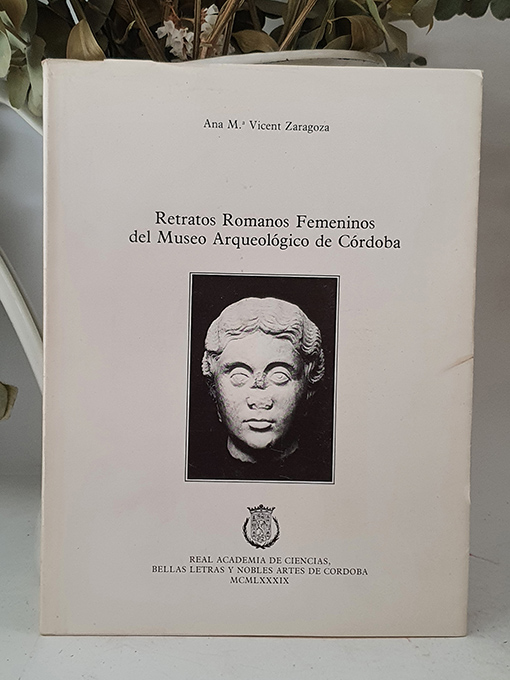 Ana M.ª Vicent Zaragoza
Retratos Romanos Femeninos
del Museo Arqueológico de Córdoba
REAL ACADEMIA DE CIENCIAS,
BELLAS LETRAS Y NOBLES ARTES DE CORDOBA
MCMLXXXIX